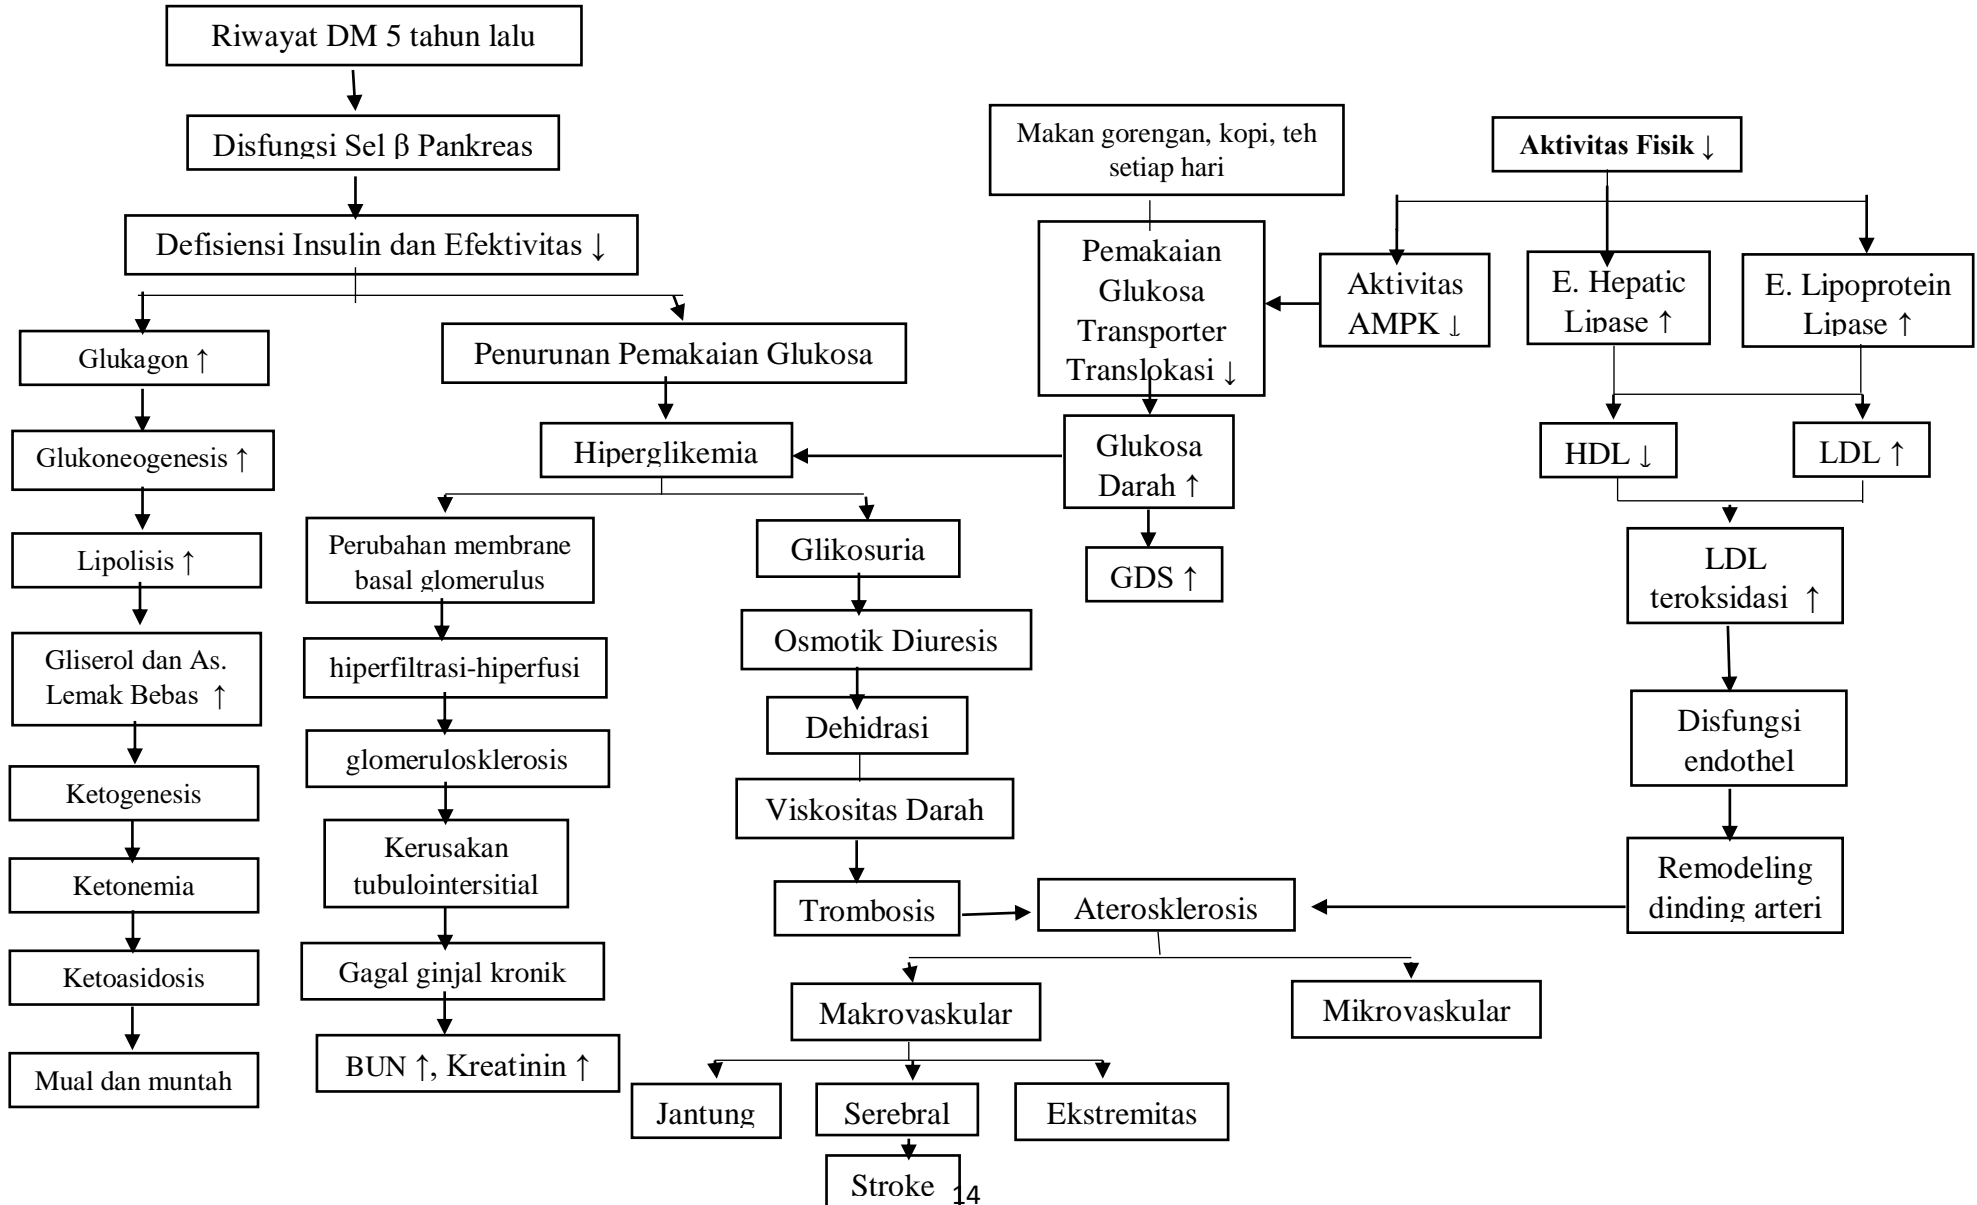 Riwayat DM 5 tahun lalu
Disfungsi Sel β Pankreas
Defisiensi Insulin dan Efektivitas ↓
Glukagon ↑
Glukoneogenesis ↑
Lipolisis ↑
Gliserol dan As.
Lemak Bebas ↑
Ketogenesis
Ketonemia
Ketoasidosis
Mual dan muntah
Penurunan Pemakaian Glukosa
Hiperglikemia
Perubahan membrane
basal glomerulus
hiperfiltrasi-hiperfusi
glomerulosklerosis
Kerusakan
tubulointersitial
Gagal ginjal kronik
BUN ↑, Kreatinin ↑
Glikosuria
Osmotik Diuresis
Dehidrasi
Viskositas Darah
Trombosis
Makan gorengan, kopi, teh
setiap hari
Pemakaian
Glukosa
Transporter
Translokasi ↓
Glukosa
Darah ↑
GDS ↑
Aktivitas Fisik ↓
Aktivitas
AMPK ↓
E. Hepatic
Lipase ↑
E. Lipoprotein
Lipase ↑
HDL ↓
LDL ↑
LDL
teroksidasi ↑
Disfungsi
endothel
Remodeling
dinding arteri
Aterosklerosis
Makrovaskular
Mikrovaskular
Jantung
Serebral
Ekstremitas
Stroke
14